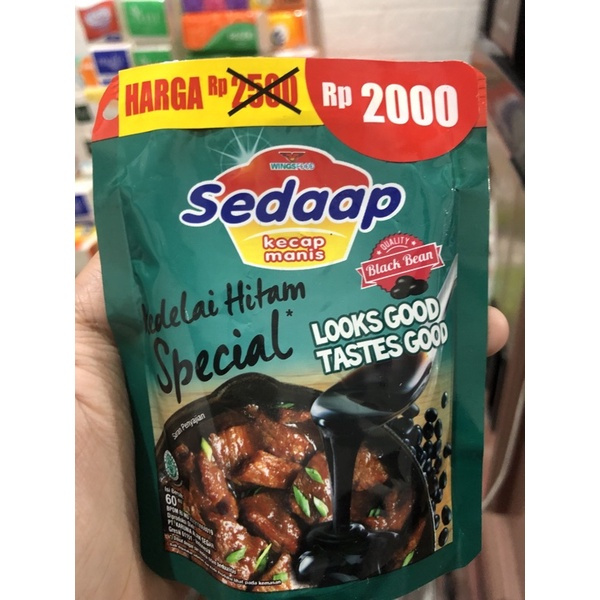 HARGA Rp 2500 Rp 2000
WINGSFOOD
Sedaap
kecap
manis
QUALITY
Black Bean
Kedelai Hitam
Special*
LOOKS GOOD
TASTES GOOD
Saran Penyajian
60